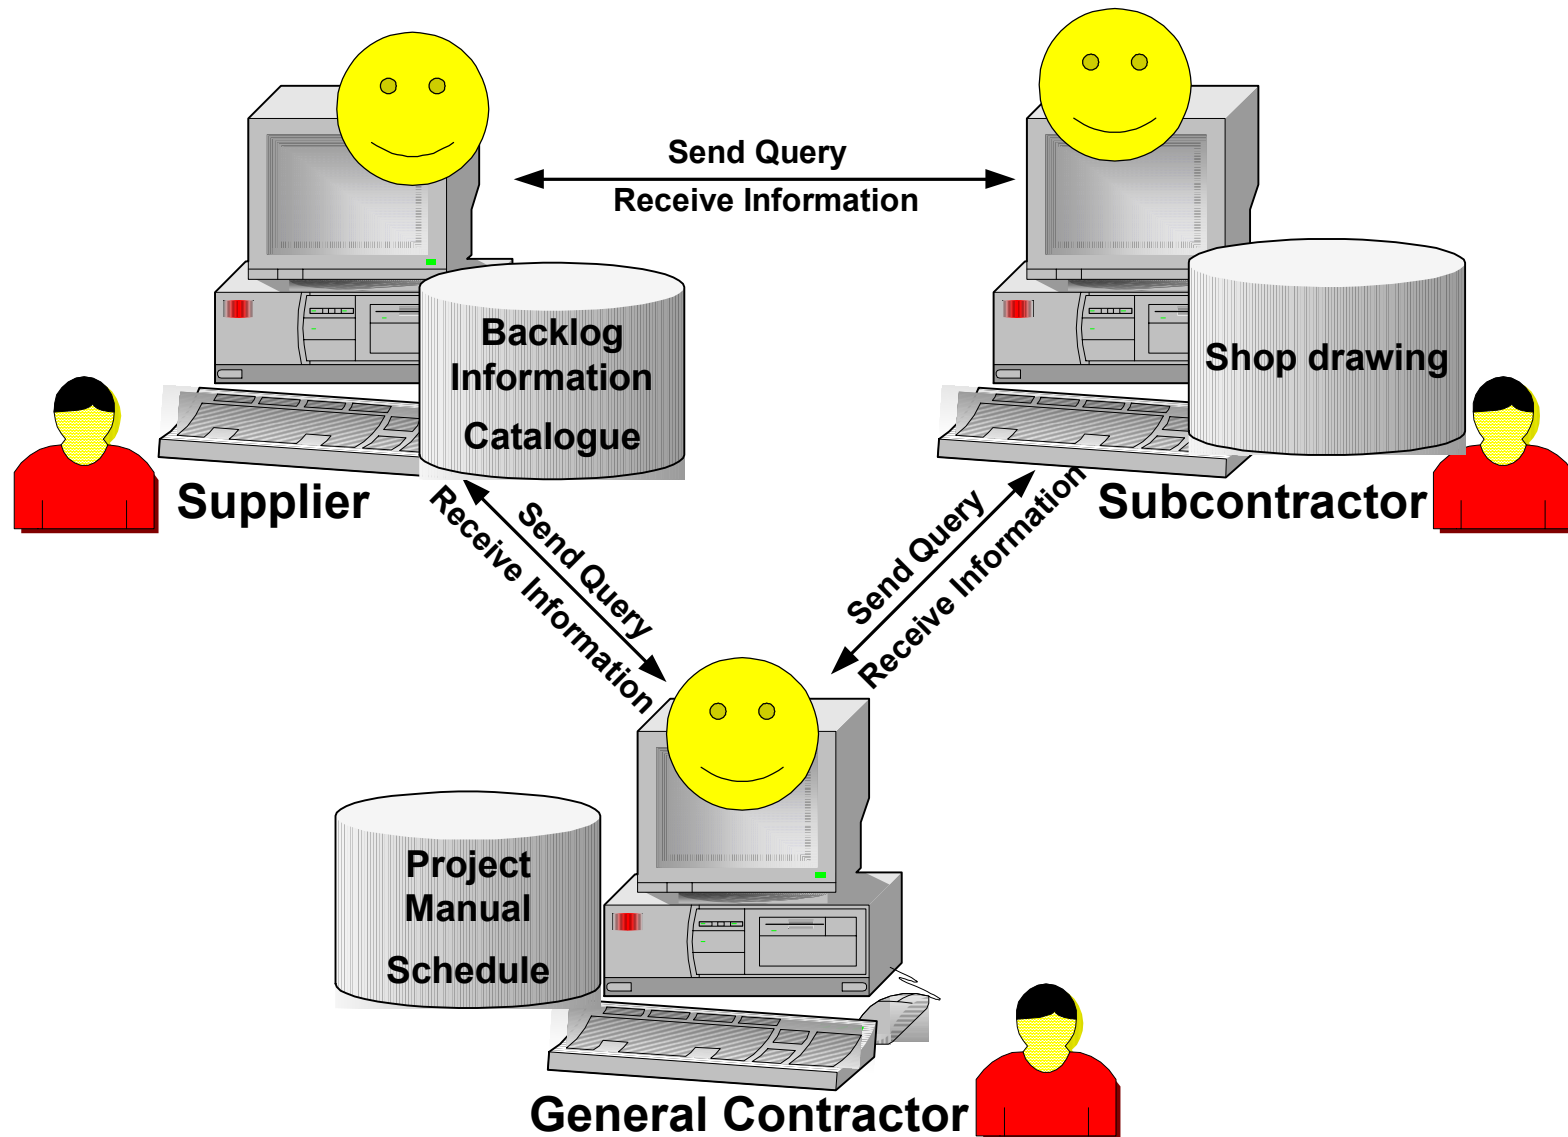 Send Query
Receive Information
Backlog
Information
Catalogue
Shop drawing
Supplier
Subcontractor
Send Query
Receive Information
Send Query
Receive Information
Project
Manual
Schedule
General Contractor